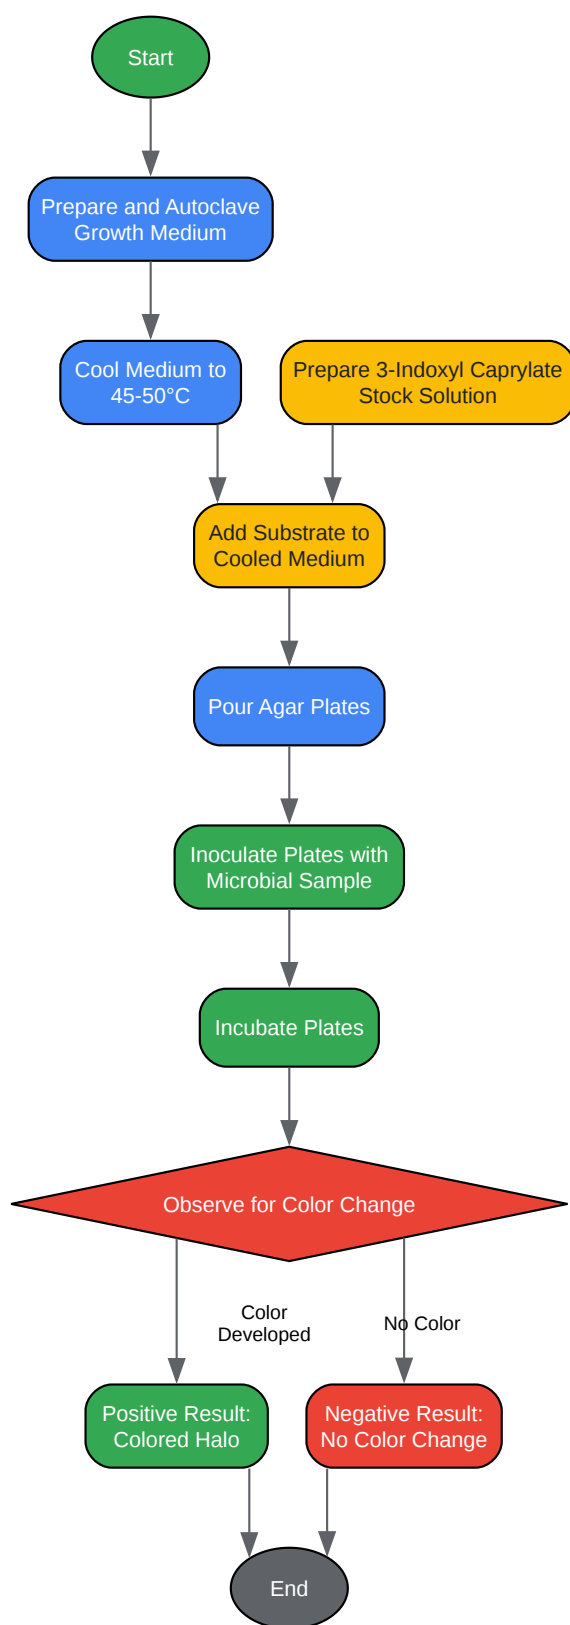 Start
Prepare and Autoclave
Growth Medium
Cool Medium to
45-50°C
Prepare 3-Indoxyl Caprylate
Stock Solution
Add Substrate to
Cooled Medium
Pour Agar Plates
Inoculate Plates with
Microbial Sample
Incubate Plates
Observe for Color Change
Color
Developed
No Color
Positive Result:
Colored Halo
Negative Result:
No Color Change
End